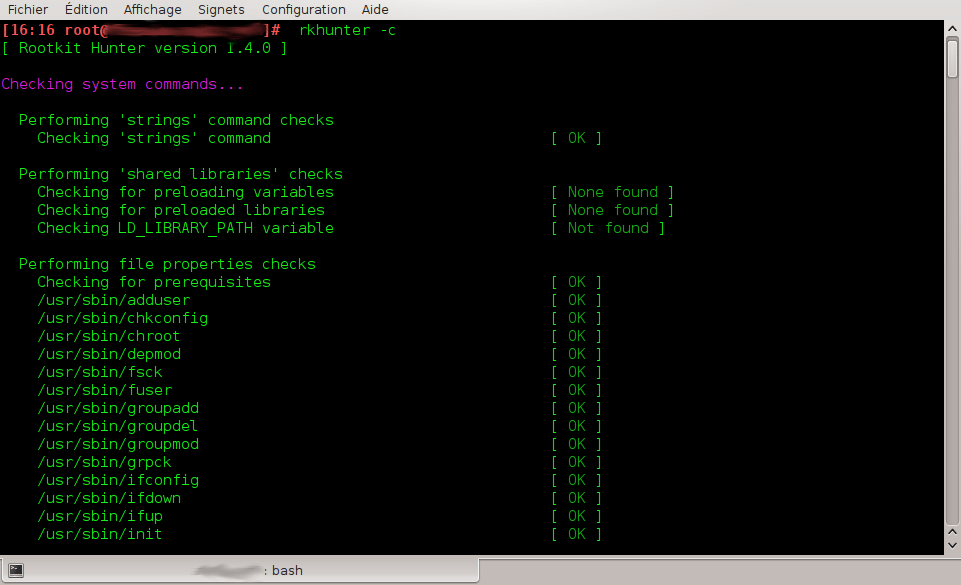 Fichier Édition Affichage Signets Configuration Aide
[16:16 root@ ]# rkhunter -c
[ Rootkit Hunter version 1.4.0 ]
Checking system commands...
Performing 'strings' command checks
Checking 'strings' command [ OK ]
Performing 'shared libraries' checks
Checking for preloading variables [ None found ]
Checking for preloaded libraries [ None found ]
Checking LD_LIBRARY_PATH variable [ Not found ]
Performing file properties checks
Checking for prerequisites [ OK ]
/usr/sbin/adduser [ OK ]
/usr/sbin/chkconfig [ OK ]
/usr/sbin/chroot [ OK ]
/usr/sbin/depmod [ OK ]
/usr/sbin/fsck [ OK ]
/usr/sbin/fuser [ OK ]
/usr/sbin/groupadd [ OK ]
/usr/sbin/groupdel [ OK ]
/usr/sbin/groupmod [ OK ]
/usr/sbin/grpck [ OK ]
/usr/sbin/ifconfig [ OK ]
/usr/sbin/ifdown [ OK ]
/usr/sbin/ifup [ OK ]
/usr/sbin/init [ OK ]
: bash